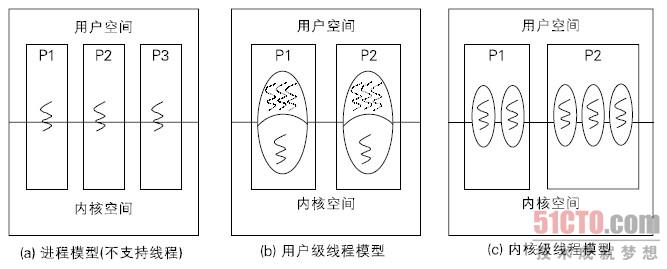 用户空间
P1 P2 P3
内核空间
(a) 进程模型(不支持线程)
用户空间
P1 P2
内核空间
(b) 用户级线程模型
用户空间
P1 P2
内核空间
(c) 内核级线程模型
51CTO.com
技术成就梦想